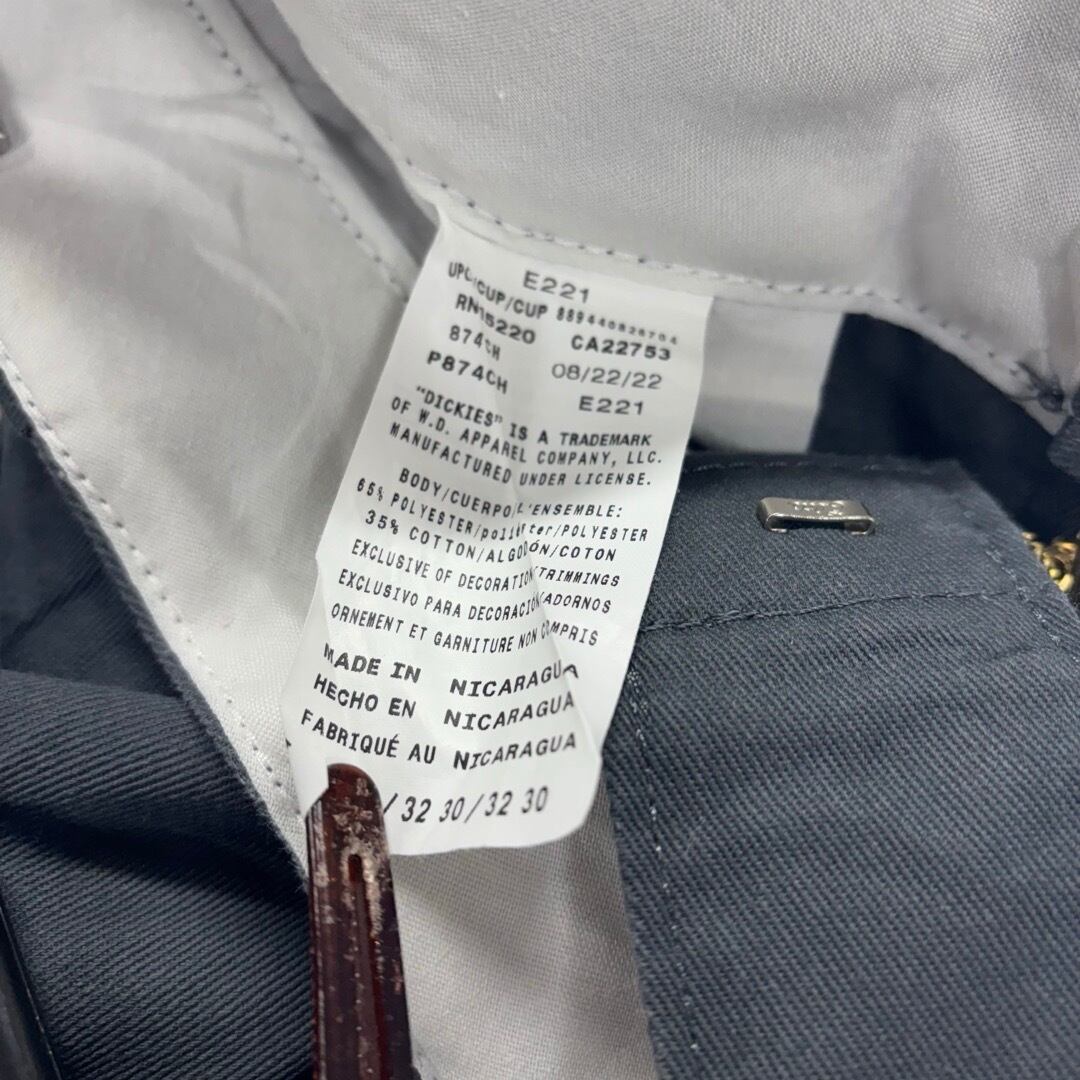 E221
UPC/CUP/CUP 889440826704
RN15220 CA22753
874CH 08/22/22
P874CH E221
"DICKIES" IS A TRADEMARK
OF W.D. APPAREL COMPANY, LLC.
MANUFACTURED UNDER LICENSE.
BODY/CUERPO/L'ENSEMBLE:
65% POLYESTER/poliéster/POLYESTER
35% COTTON/ALGODÓN/COTON
EXCLUSIVE OF DECORATION/TRIMMINGS
EXCLUSIVO PARA DECORACIÓN/ADORNOS
ORNEMENT ET GARNITURE NON COMPRIS
MADE IN NICARAGUA
HECHO EN NICARAGUA
FABRIQUÉ AU NICARAGUA
/ 32 30/32 30